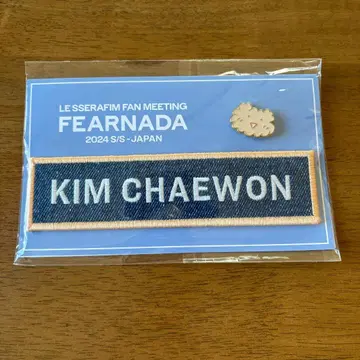 LE SSERAFIM FAN MEETING
FEARNADA
2024 S/S - JAPAN
KIM CHAEWON